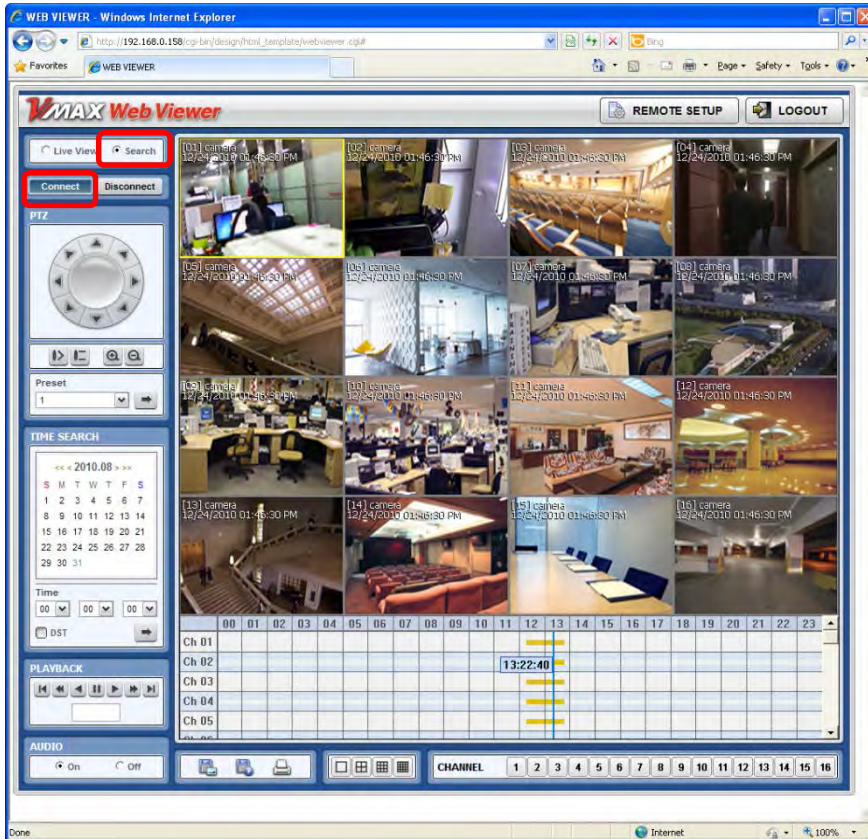 WEB VIEWER - Windows Internet Explorer
http://192.168.0.158/cgi-bin/design/html_template/webviewer.cgi#
Bing
Favorites WEB VIEWER
Page Safety Tools
VMAX Web Viewer
REMOTE SETUP LOGOUT
Live View Search
Connect Disconnect
PTZ
Preset
1
TIME SEARCH
<< < 2010.08 > >>
S M T W T F S
1 2 3 4 5 6 7
8 9 10 11 12 13 14
15 16 17 18 19 20 21
22 23 24 25 26 27 28
29 30 31
Time
00 00 00
DST
PLAYBACK
AUDIO
On Off
[01] camera
12/24/2010 01:46:30 PM
[02] camera
12/24/2010 01:46:30 PM
[03] camera
12/24/2010 01:46:30 PM
[04] camera
12/24/2010 01:46:30 PM
[05] camera
12/24/2010 01:46:30 PM
[06] camera
12/24/2010 01:46:30 PM
[07] camera
12/24/2010 01:46:30 PM
[08] camera
12/24/2010 01:46:30 PM
[09] camera
12/24/2010 01:46:30 PM
[10] camera
12/24/2010 01:46:30 PM
[11] camera
12/24/2010 01:46:30 PM
[12] camera
12/24/2010 01:46:30 PM
[13] camera
12/24/2010 01:46:30 PM
[14] camera
12/24/2010 01:46:30 PM
[15] camera
12/24/2010 01:46:30 PM
[16] camera
12/24/2010 01:46:30 PM
00 01 02 03 04 05 06 07 08 09 10 11 12 13 14 15 16 17 18 19 20 21 22 23
Ch 01
Ch 02
13:22:40
Ch 03
Ch 04
Ch 05
CHANNEL 1 2 3 4 5 6 7 8 9 10 11 12 13 14 15 16
Done Internet 100%